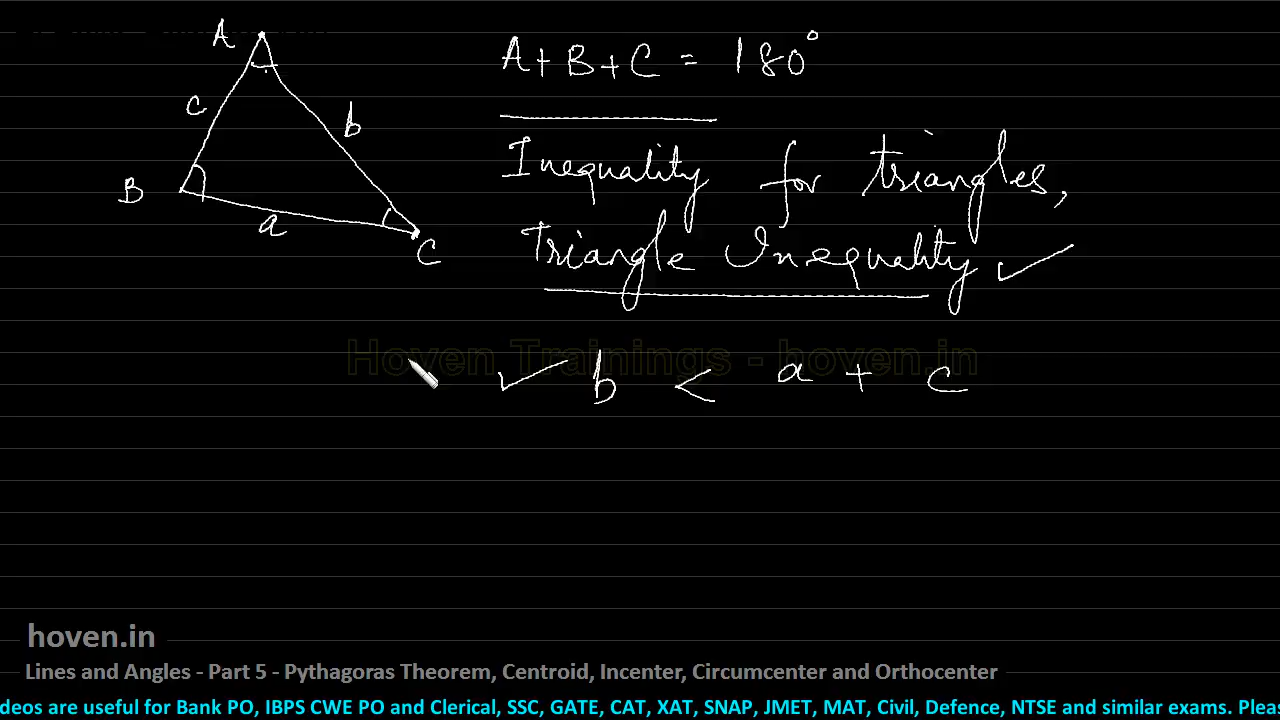 A
c
b
B
a
C
A+B+C = 180°
Inequality for triangles,
Triangle Inequality ✓
Hoven Trainings - hoven.in
✓ b < a + c
hoven.in
Lines and Angles - Part 5 - Pythagoras Theorem, Centroid, Incenter, Circumcenter and Orthocenter
deos are useful for Bank PO, IBPS CWE PO and Clerical, SSC, GATE, CAT, XAT, SNAP, JMET, MAT, Civil, Defence, NTSE and similar exams. Pleas